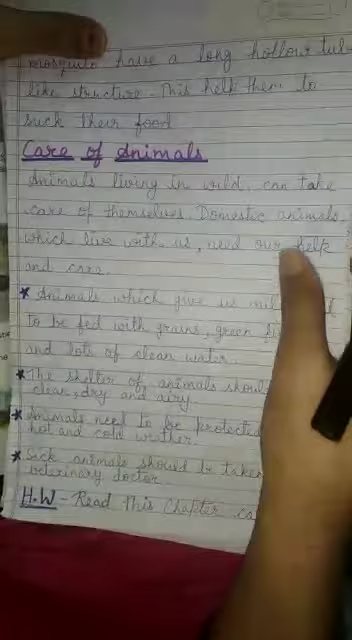 mosquito have a long hollow tube
like structure. This help them to
suck their food
Care of Animals
Animals living in wild, can take
care of themselves. Domestic animals
which live with us, need our help
and care.
* Animals which give us
to be fed with grains, green
and lots of clean water.
* The shelter of animals
clean, dry and airy.
* Animals need to be protected
hot and cold weather.
* Sick animals should be taken
veterinary doctor
H.W - Read this Chapter